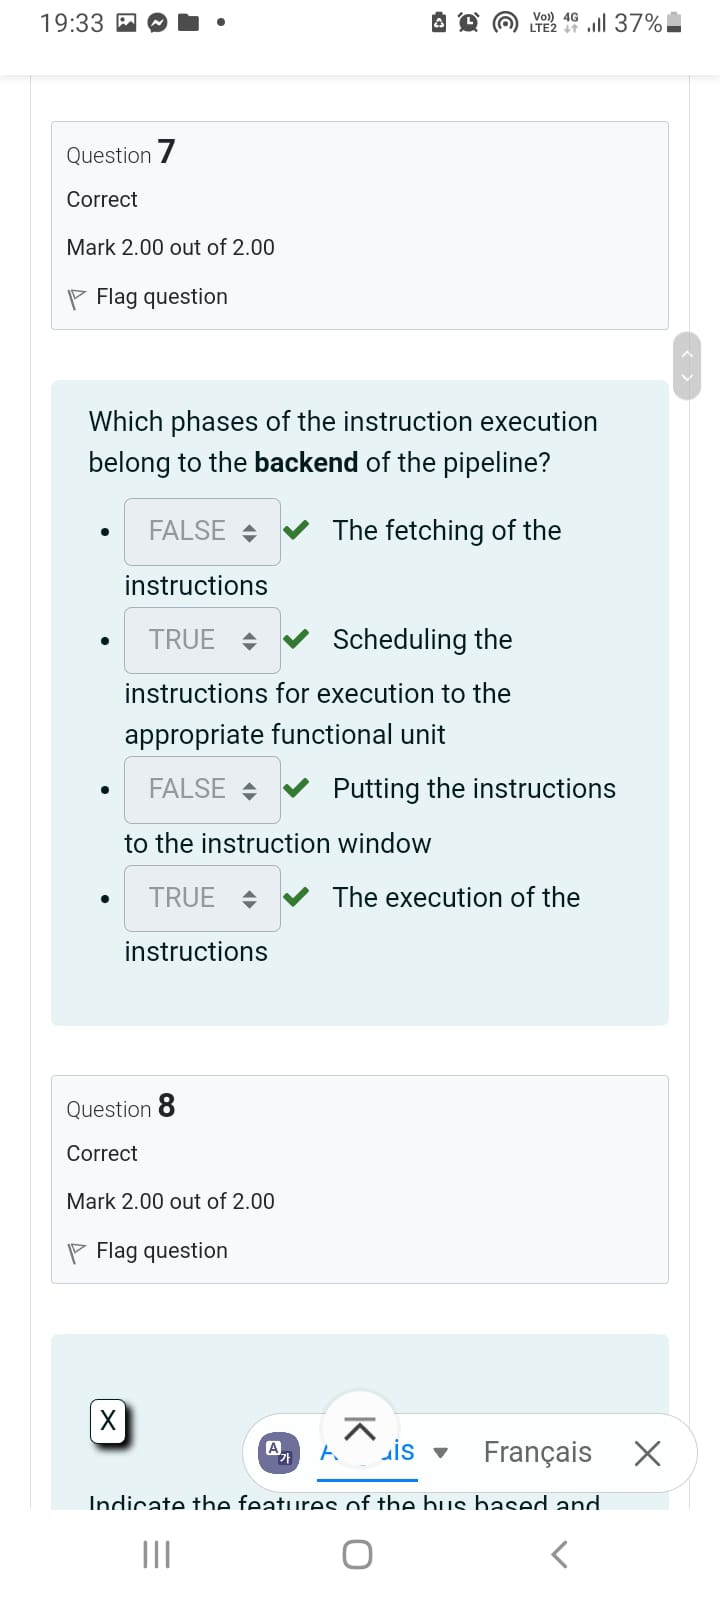 19:33
Vo)) 4G
LTE2
37%
Question 7
Correct
Mark 2.00 out of 2.00
Flag question
Which phases of the instruction execution
belong to the backend of the pipeline?
FALSE The fetching of the
instructions
TRUE Scheduling the
instructions for execution to the
appropriate functional unit
FALSE Putting the instructions
to the instruction window
TRUE The execution of the
instructions
Question 8
Correct
Mark 2.00 out of 2.00
Flag question
X
Français
Indicate the features of the bus based and